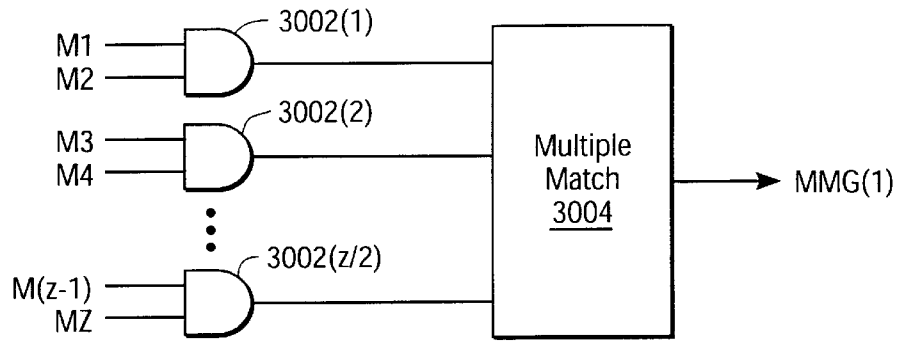 3002(1)
M1
M2
3002(2)
M3
M4
3002(z/2)
M(z-1)
MZ
Multiple
Match
3004
MMG(1)